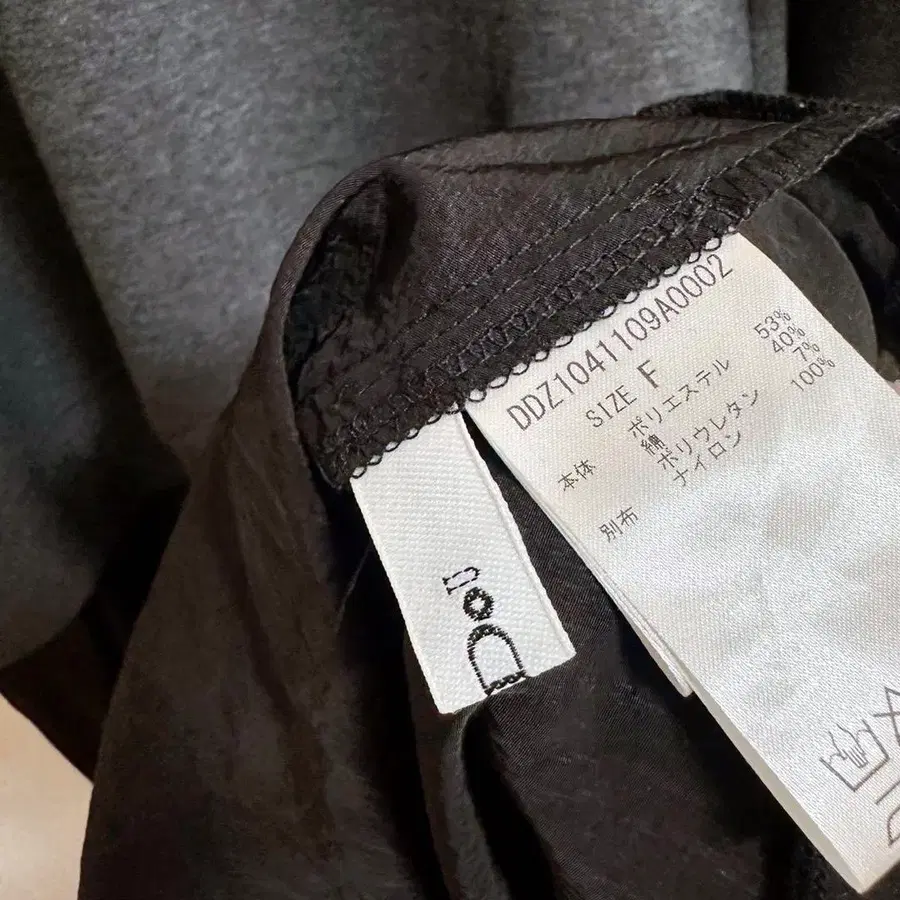 DDZ1041109A0002
SIZE F
本体 ポリエステル 53%
綿 40%
ポリウレタン 7%
別布 ナイロン 100%